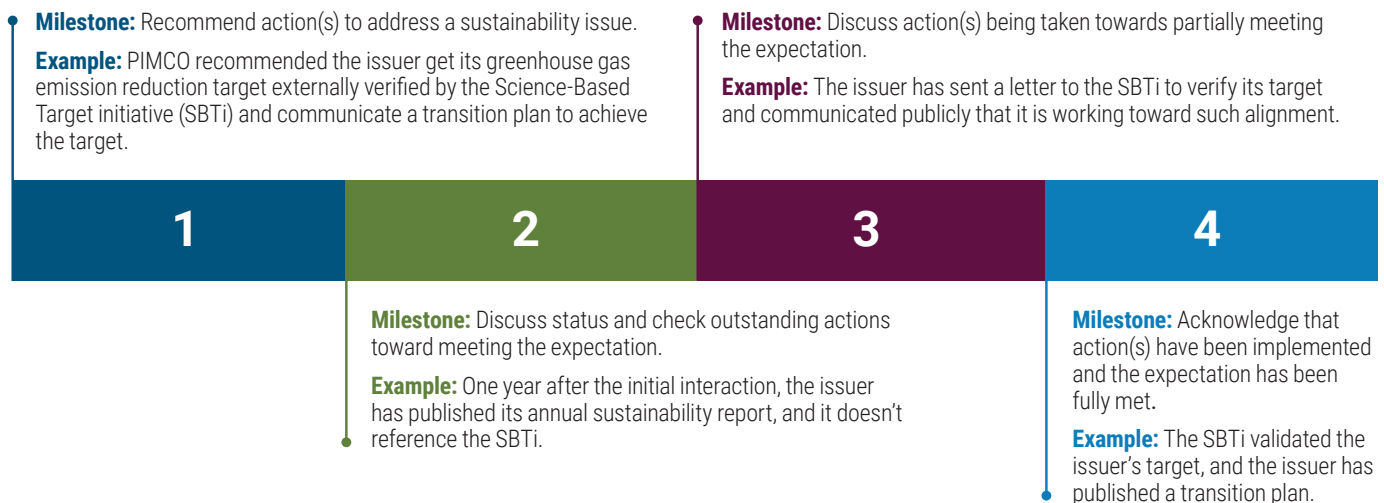 Milestone: Recommend action(s) to address a sustainability issue.
Example: PIMCO recommended the issuer get its greenhouse gas
emission reduction target externally verified by the Science-Based
Target initiative (SBTi) and communicate a transition plan to achieve
the target.
Milestone: Discuss action(s) being taken towards partially meeting
the expectation.
Example: The issuer has sent a letter to the SBTi to verify its target
and communicated publicly that it is working toward such alignment.
1
2
3
4
Milestone: Discuss status and check outstanding actions
toward meeting the expectation.
Example: One year after the initial interaction, the issuer
has published its annual sustainability report, and it doesn’t
reference the SBTi.
Milestone: Acknowledge that
action(s) have been implemented
and the expectation has been
fully met.
Example: The SBTi validated the
issuer’s target, and the issuer has
published a transition plan.